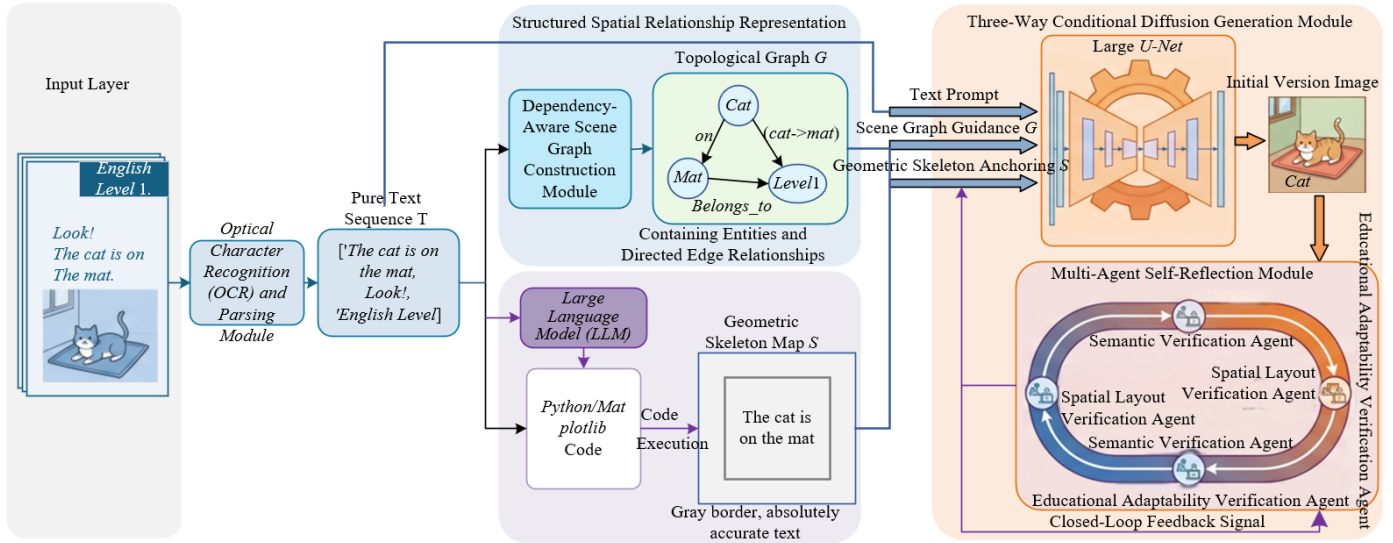 Input Layer
English
Level 1.
Look!
The cat is on
The mat.
Optical
Character
Recognition
(OCR) and
Parsing
Module
Pure Text
Sequence T
['The cat is on
the mat,
Look!,
'English Level]
Structured Spatial Relationship Representation
Dependency-
Aware Scene
Graph
Construction
Module
Topological Graph G
Cat
on
(cat->mat)
Mat
Level1
Belongs_to
Containing Entities and
Directed Edge Relationships
Large
Language
Model (LLM)
Python/Mat
plotlib
Code
Code
Execution
Geometric
Skeleton Map S
The cat is
on the mat
Gray border, absolutely
accurate text
Three-Way Conditional Diffusion Generation Module
Large U-Net
Text Prompt
Scene Graph Guidance G
Geometric Skeleton Anchoring S
Initial Version Image
Cat
Educational Adaptability Verification Agent
Multi-Agent Self-Reflection Module
Semantic Verification Agent
Spatial Layout
Verification Agent
Spatial Layout
Verification Agent
Semantic Verification Agent
Educational Adaptability Verification Agent
Closed-Loop Feedback Signal